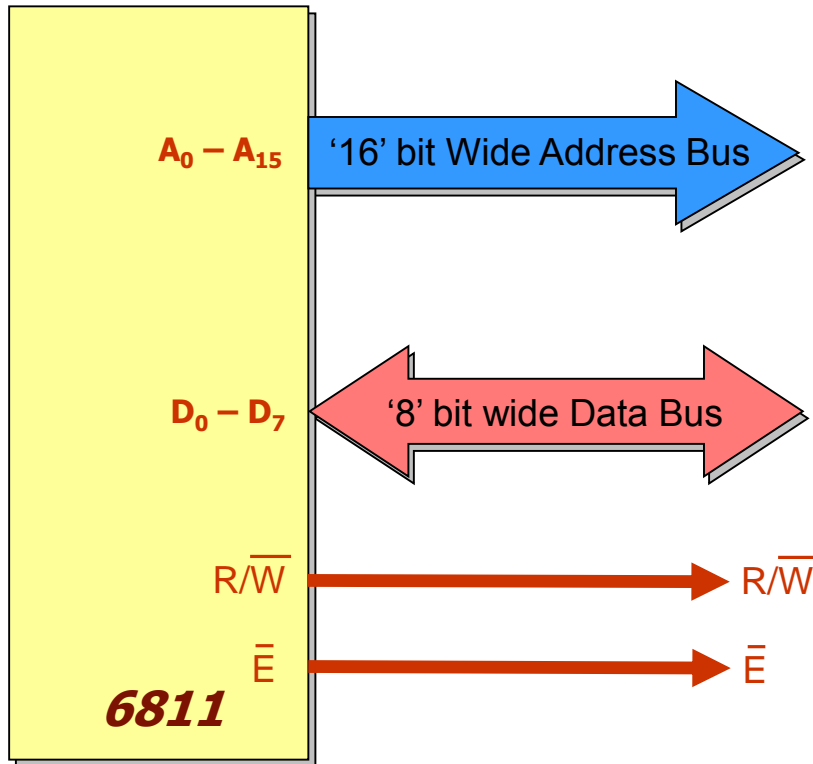 A₀ – A₁₅ ‘16’ bit Wide Address Bus
D₀ – D₇ ‘8’ bit wide Data Bus
R/W̅ R/W̅
E̅ E̅
6811